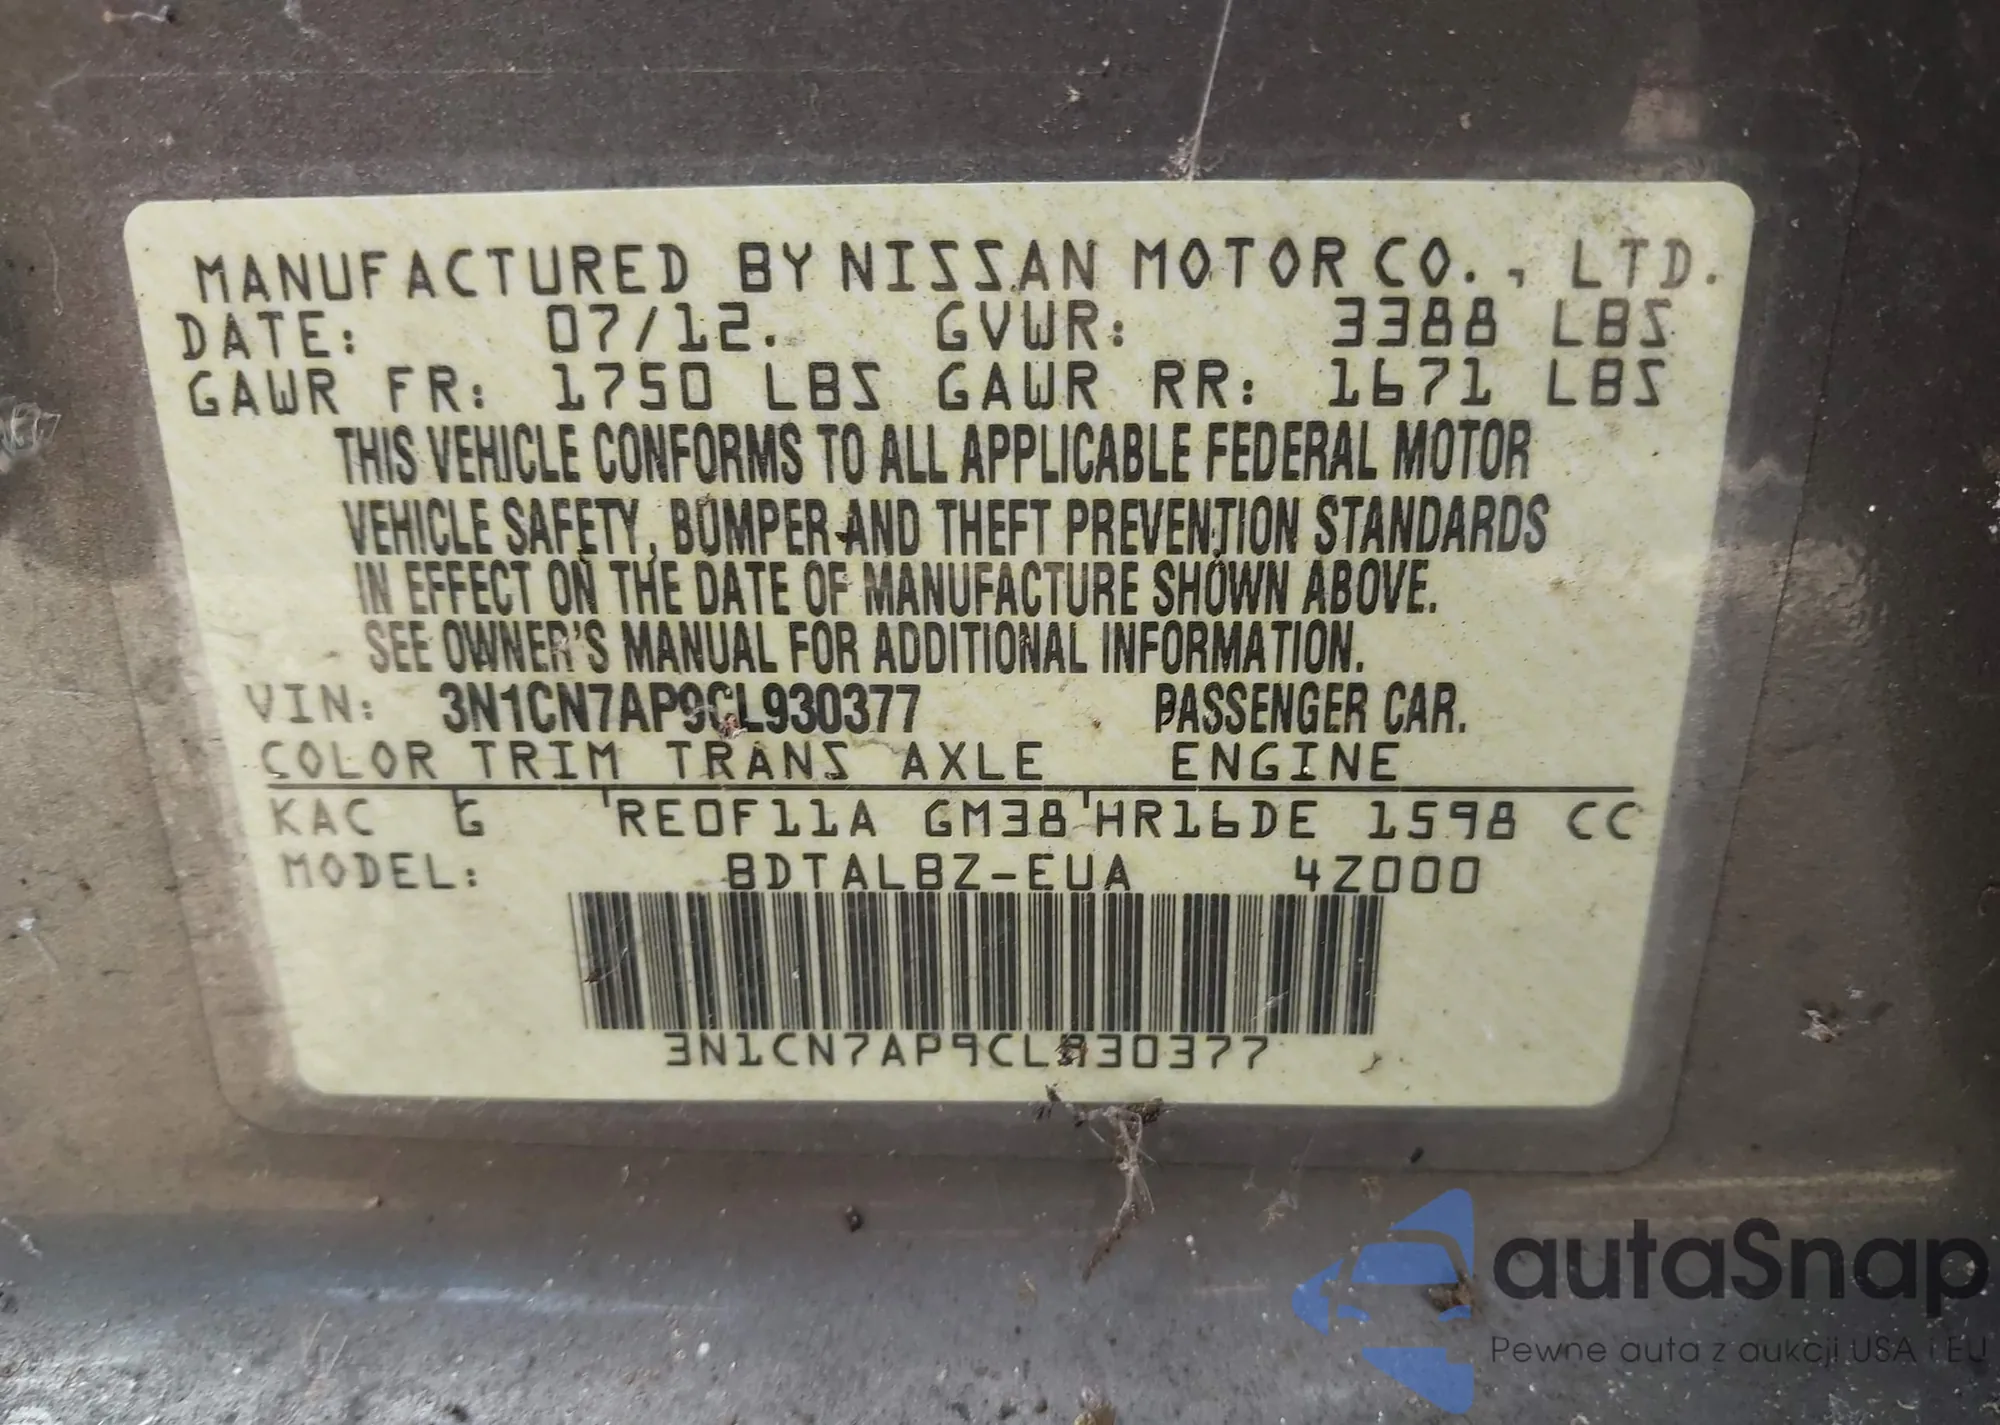 MANUFACTURED BY NISSAN MOTOR CO., LTD.
DATE: 07/12. GVWR: 3388 LBS
GAWR FR: 1750 LBS GAWR RR: 1671 LBS
THIS VEHICLE CONFORMS TO ALL APPLICABLE FEDERAL MOTOR
VEHICLE SAFETY, BUMPER AND THEFT PREVENTION STANDARDS
IN EFFECT ON THE DATE OF MANUFACTURE SHOWN ABOVE.
SEE OWNER'S MANUAL FOR ADDITIONAL INFORMATION.
VIN: 3N1CN7AP9CL930377 PASSENGER CAR.
COLOR TRIM TRANS AXLE ENGINE
KAC G RE0F11A GM38 HR16DE 1598 CC
MODEL: BDTALBZ-EUA 4Z000
3N1CN7AP9CL930377
autaSnap
Pewne auta z aukcji USA i EU